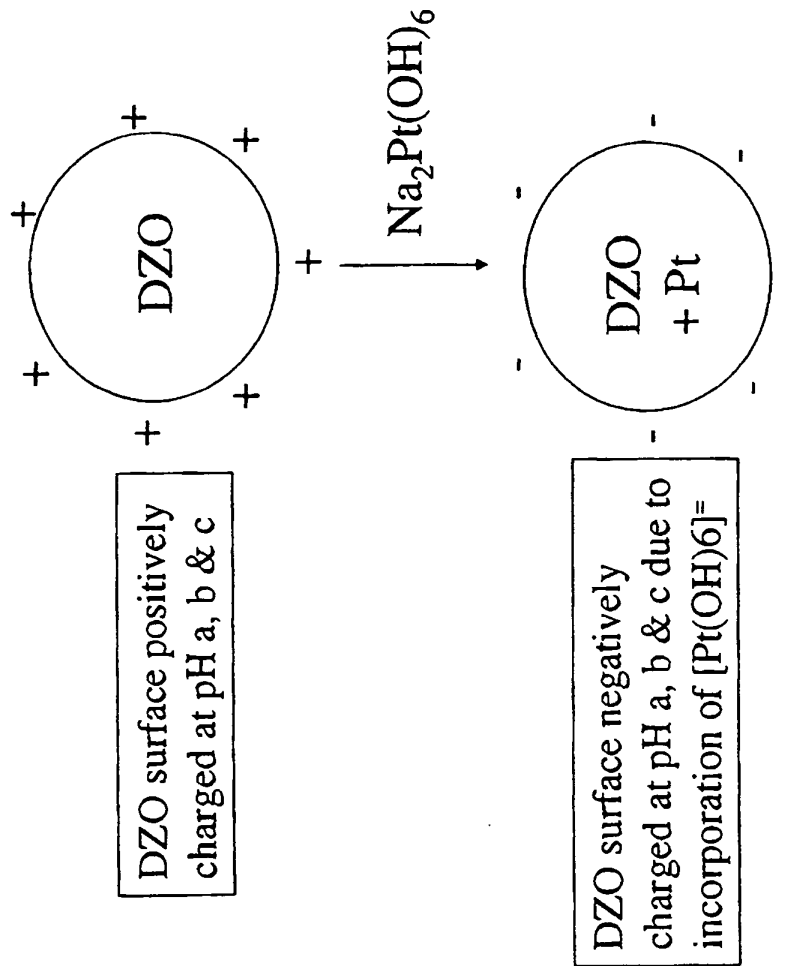 DZO surface positively
charged at pH a, b & c
+
+
+
+
+
+
+
+
DZO
Na₂Pt(OH)₆
DZO surface negatively
charged at pH a, b & c due to
incorporation of [Pt(OH)6]=
-
-
-
-
-
-
-
DZO
+ Pt